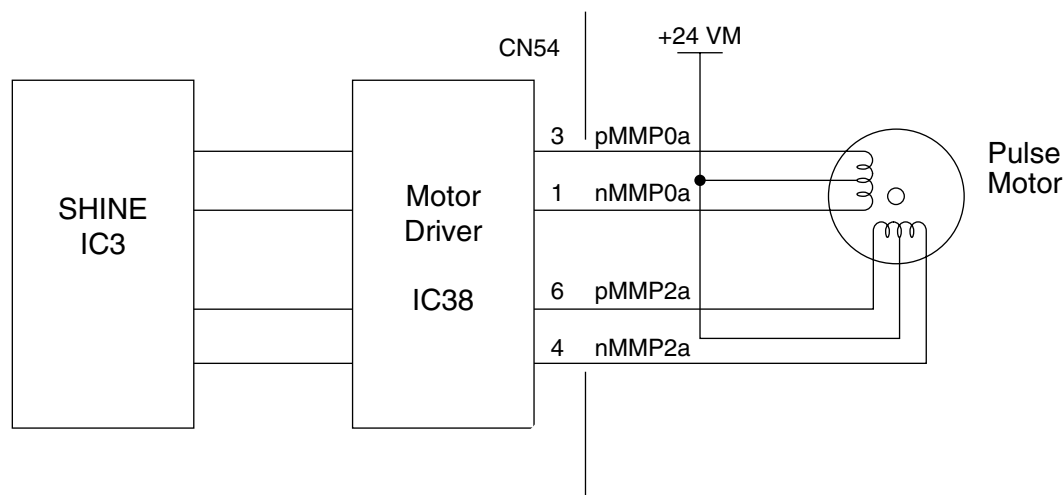 CN54
+24 VM
3 pMMP0a
1 nMMP0a
6 pMMP2a
4 nMMP2a
SHINE
IC3
Motor
Driver
IC38
Pulse
Motor